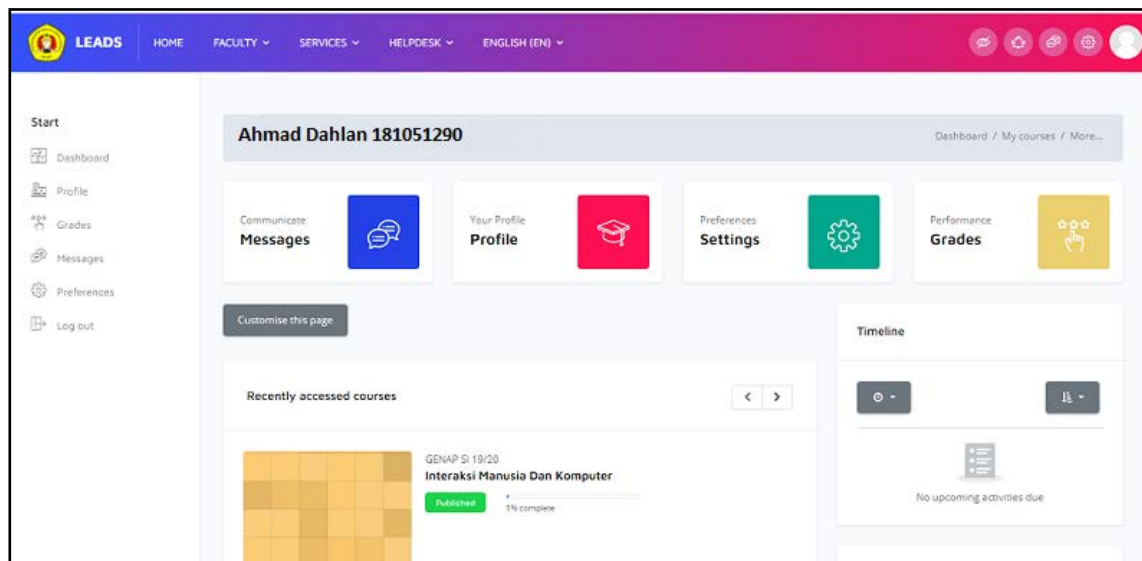 LEADS
HOME
FACULTY
SERVICES
HELPDESK
ENGLISH (EN)
Start
Dashboard
Profile
Grades
Messages
Preferences
Log out
Ahmad Dahlan 181051290
Dashboard / My courses / More...
Communicate
Messages
Your Profile
Profile
Preferences
Settings
Performance
Grades
Customise this page
Recently accessed courses
GENAP SI 19/20
Interaksi Manusia Dan Komputer
Published
1% complete
Timeline
No upcoming activities due